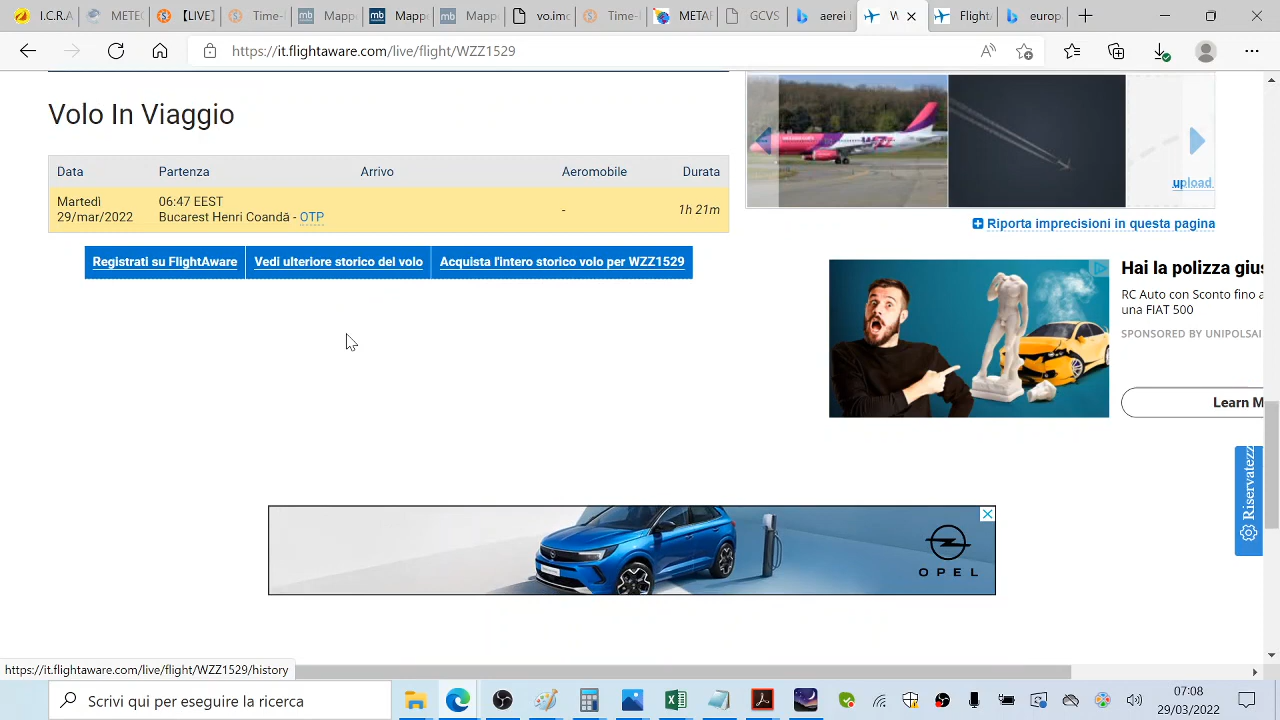 I.C.R.A
METEO
Time-l
Mapp
Mapp
Mapp
vo.imc
Time-l
METAR
GCVS
aerei i
W
Flight
europ
https://it.flightaware.com/live/flight/WZZ1529
Volo In Viaggio
Data Partenza Arrivo Aeromobile Durata
Martedì
29/mar/2022
06:47 EEST
Bucarest Henri Coandă - OTP
-
1h 21m
Registrati su FlightAware
Vedi ulteriore storico del volo
Acquista l'intero storico volo per WZZ1529
upload
Riporta imprecisioni in questa pagina
Hai la polizza gius
RC Auto con Sconto fino a
una FIAT 500
SPONSORED BY UNIPOLSAI
Learn M
Riservatezz
OPEL
https://it.flightaware.com/live/flight/WZZ1529/history
Scrivi qui per eseguire la ricerca
07:08
29/03/2022